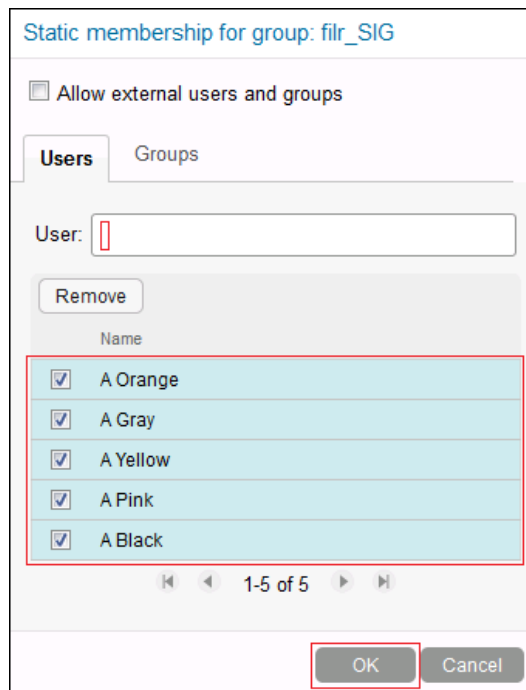 Static membership for group: filr_SIG
Allow external users and groups
Users Groups
User:
Remove
Name
A Orange
A Gray
A Yellow
A Pink
A Black
1-5 of 5
OK Cancel